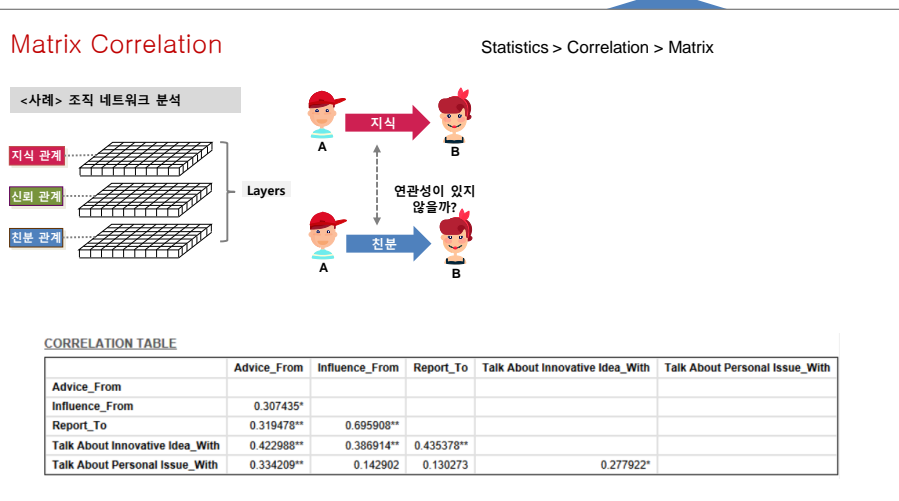 Matrix Correlation
Statistics > Correlation > Matrix
<사례> 조직 네트워크 분석
지식 관계
신뢰 관계
친분 관계
Layers
지식
A
B
연관성이 있지
않을까?
친분
A
B
CORRELATION TABLE
Advice_From Influence_From Report_To Talk About Innovative Idea_With Talk About Personal Issue_With
Advice_From
Influence_From 0.307435*
Report_To 0.319478** 0.695908**
Talk About Innovative Idea_With 0.422988** 0.386914** 0.435378**
Talk About Personal Issue_With 0.334209** 0.142902 0.130273 0.277922*